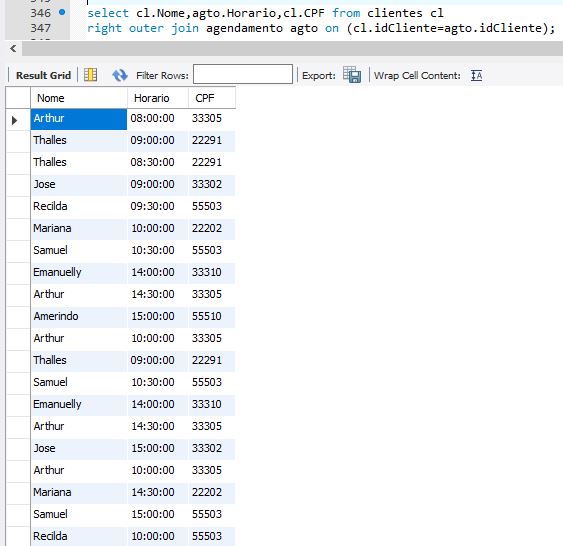 346 select cl.Nome,agto.Horario,cl.CPF from clientes cl
347 right outer join agendamento agto on (cl.idCliente=agto.idCliente);
Result Grid Filter Rows: Export: Wrap Cell Content:
Nome Horario CPF
Arthur 08:00:00 33305
Thalles 09:00:00 22291
Thalles 08:30:00 22291
Jose 09:00:00 33302
Recilda 09:30:00 55503
Mariana 10:00:00 22202
Samuel 10:30:00 55503
Emanuelly 14:00:00 33310
Arthur 14:30:00 33305
Amerindo 15:00:00 55510
Arthur 10:00:00 33305
Thalles 09:00:00 22291
Samuel 10:30:00 55503
Emanuelly 14:00:00 33310
Arthur 14:30:00 33305
Jose 15:00:00 33302
Arthur 10:00:00 33305
Mariana 14:30:00 22202
Samuel 15:00:00 55503
Recilda 10:00:00 55503